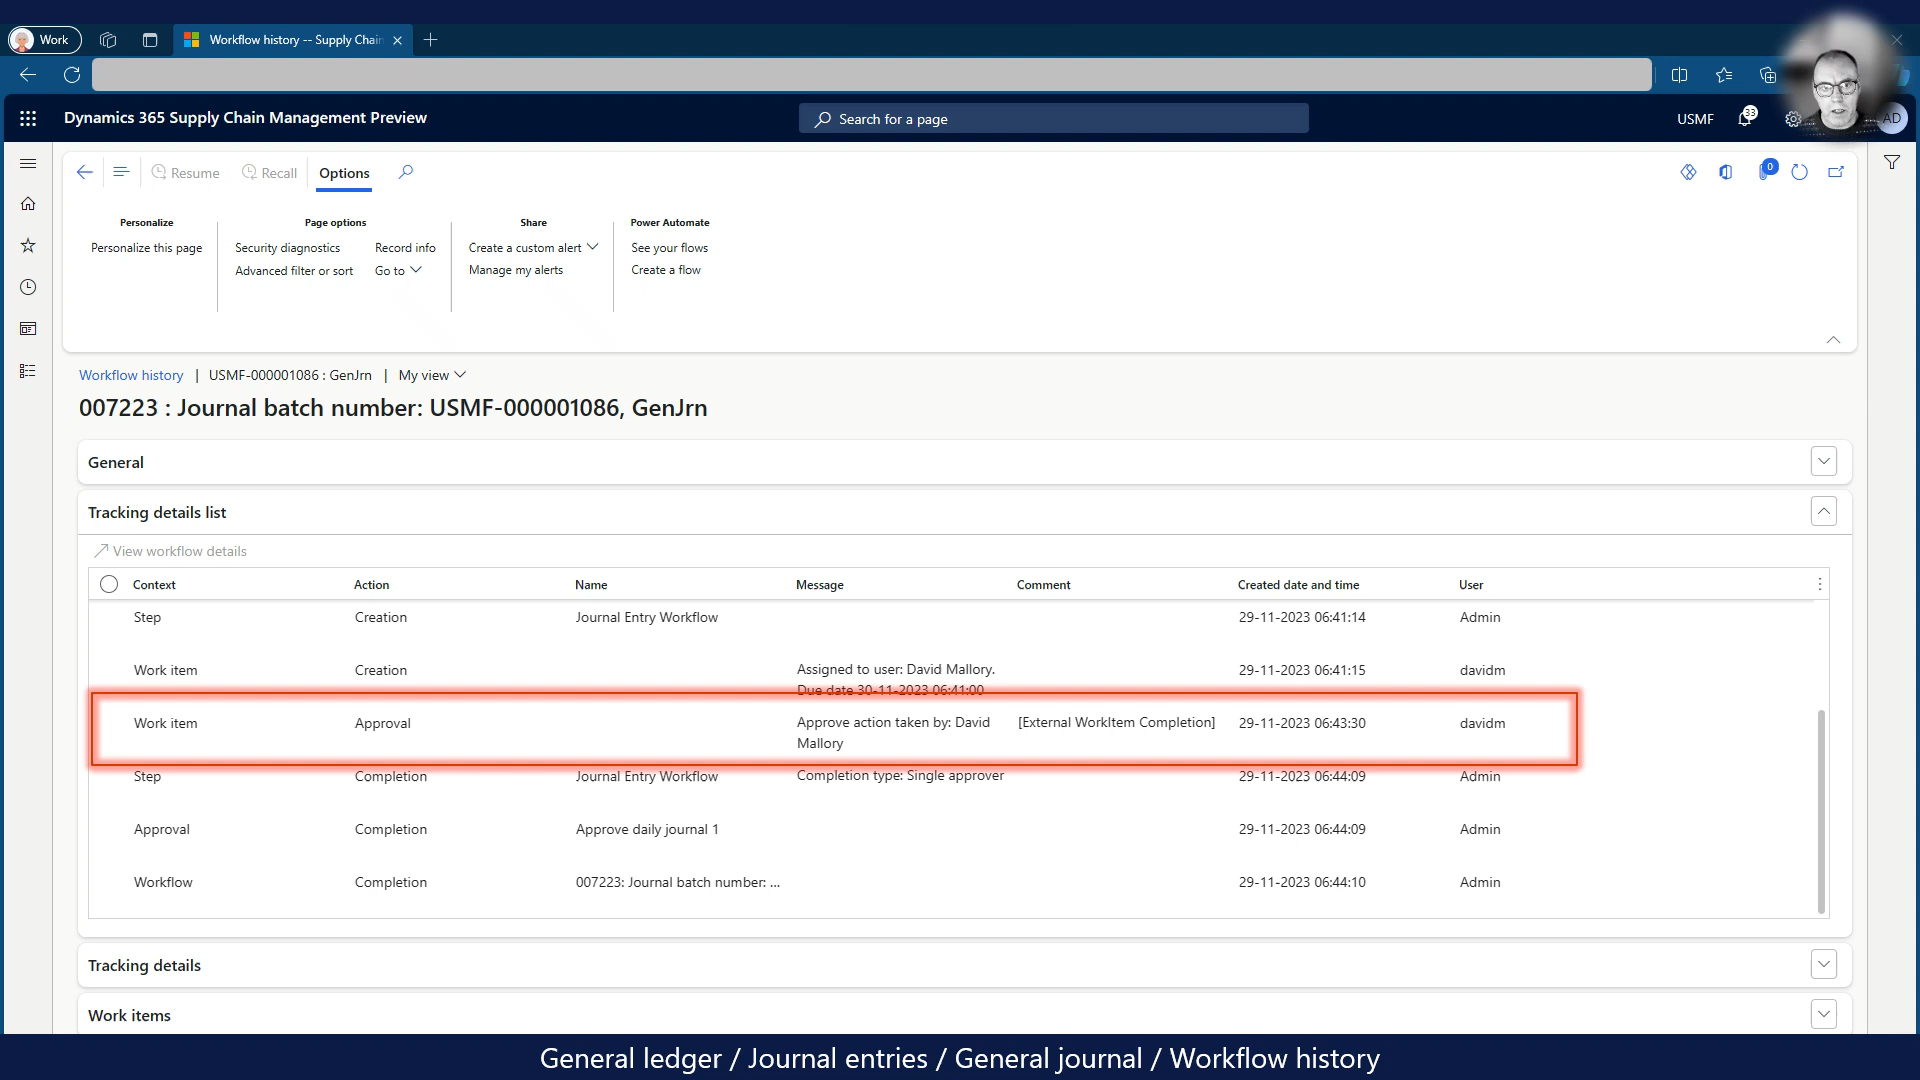 Work
Workflow history -- Supply Chain
Dynamics 365 Supply Chain Management Preview
Search for a page
USMF
33
AD
Resume
Recall
Options
0
Personalize
Page options
Share
Power Automate
Personalize this page
Security diagnostics
Record info
Create a custom alert
See your flows
Advanced filter or sort
Go to
Manage my alerts
Create a flow
Workflow history | USMF-000001086 : GenJrn | My view
007223 : Journal batch number: USMF-000001086, GenJrn
General
Tracking details list
View workflow details
Context Action Name Message Comment Created date and time User
Step Creation Journal Entry Workflow 29-11-2023 06:41:14 Admin
Work item Creation Assigned to user: David Mallory. 29-11-2023 06:41:15 davidm
Due date 30-11-2023 06:41:00
Work item Approval Approve action taken by: David [External WorkItem Completion] 29-11-2023 06:43:30 davidm
Mallory
Step Completion Journal Entry Workflow Completion type: Single approver 29-11-2023 06:44:09 Admin
Approval Completion Approve daily journal 1 29-11-2023 06:44:09 Admin
Workflow Completion 007223: Journal batch number: ... 29-11-2023 06:44:10 Admin
Tracking details
Work items
General ledger / Journal entries / General journal / Workflow history